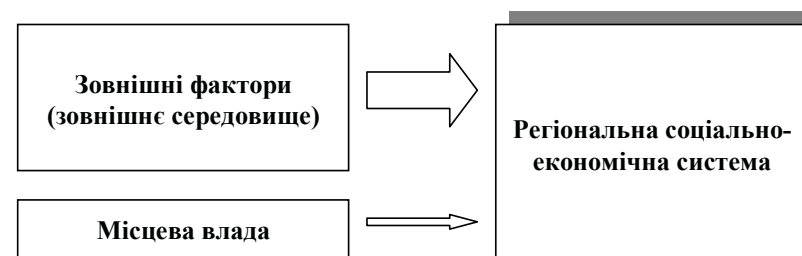 Зовнішні фактори
(зовнішнє середовище)
Регіональна соціально-
економічна система
Місцева влада